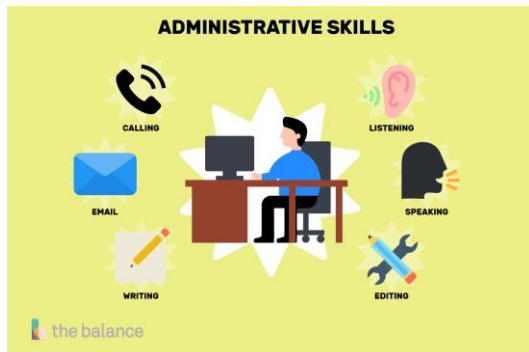 ADMINISTRATIVE SKILLS
CALLING
LISTENING
EMAIL
SPEAKING
WRITING
EDITING
the balance